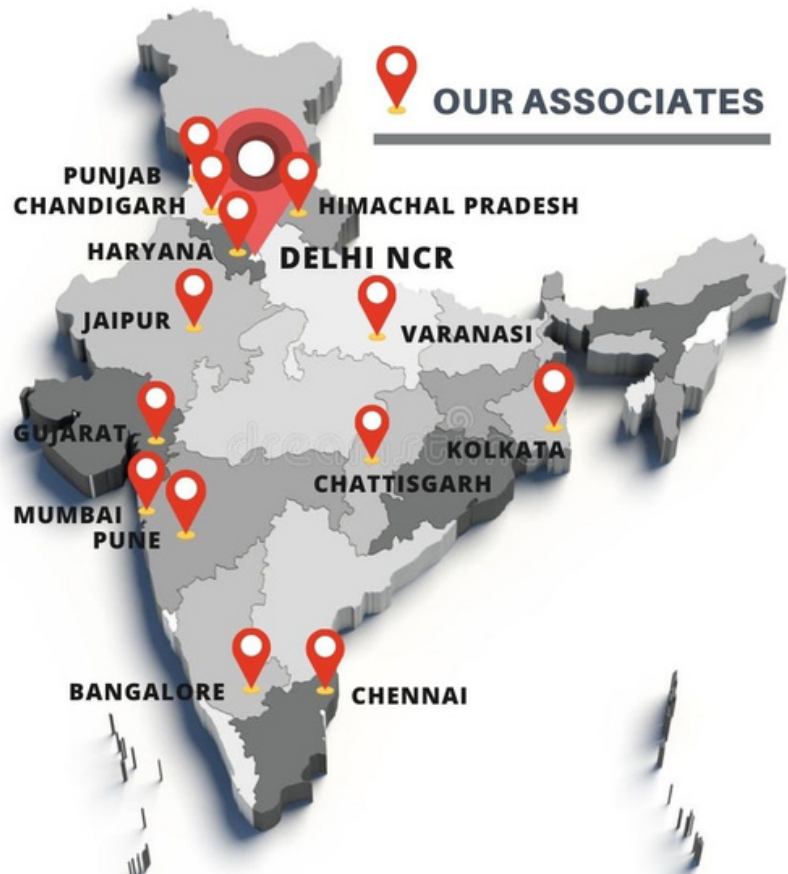 OUR ASSOCIATES
PUNJAB
CHANDIGARH
HIMACHAL PRADESH
HARYANA
DELHI NCR
JAIPUR
VARANASI
GUJARAT
KOLKATA
CHATTISGARH
MUMBAI
PUNE
BANGALORE
CHENNAI